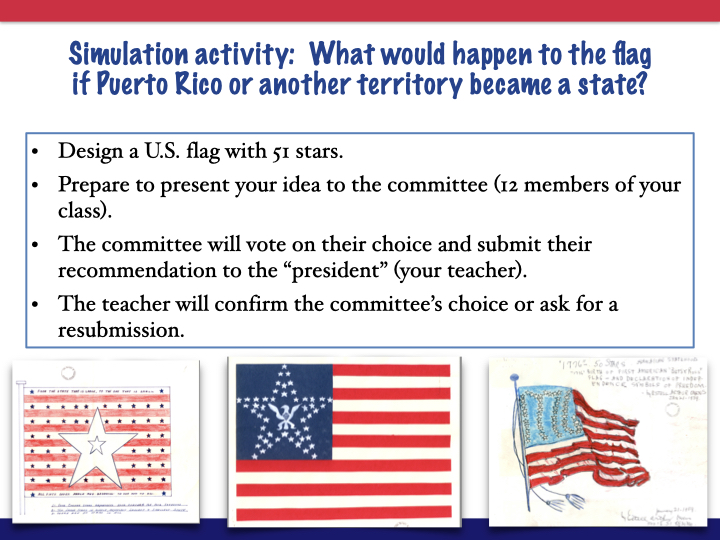 Simulation activity: What would happen to the flag
if Puerto Rico or another territory became a state?
• Design a U.S. flag with 51 stars.
• Prepare to present your idea to the committee (12 members of your
class).
• The committee will vote on their choice and submit their
recommendation to the “president” (your teacher).
• The teacher will confirm the committee’s choice or ask for a
resubmission.